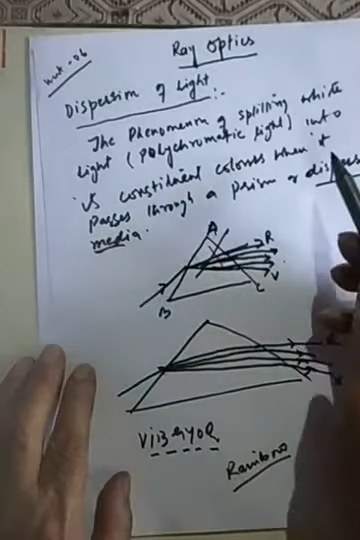 Ray Optics
unit-06
Dispersion of Light :-
The Phenomenon of splitting white
light (Polychromatic light) into
its constituent colours when it
passes through a Prism or
media.
A
R
V
B
C
VIBGYOR
Rainbow